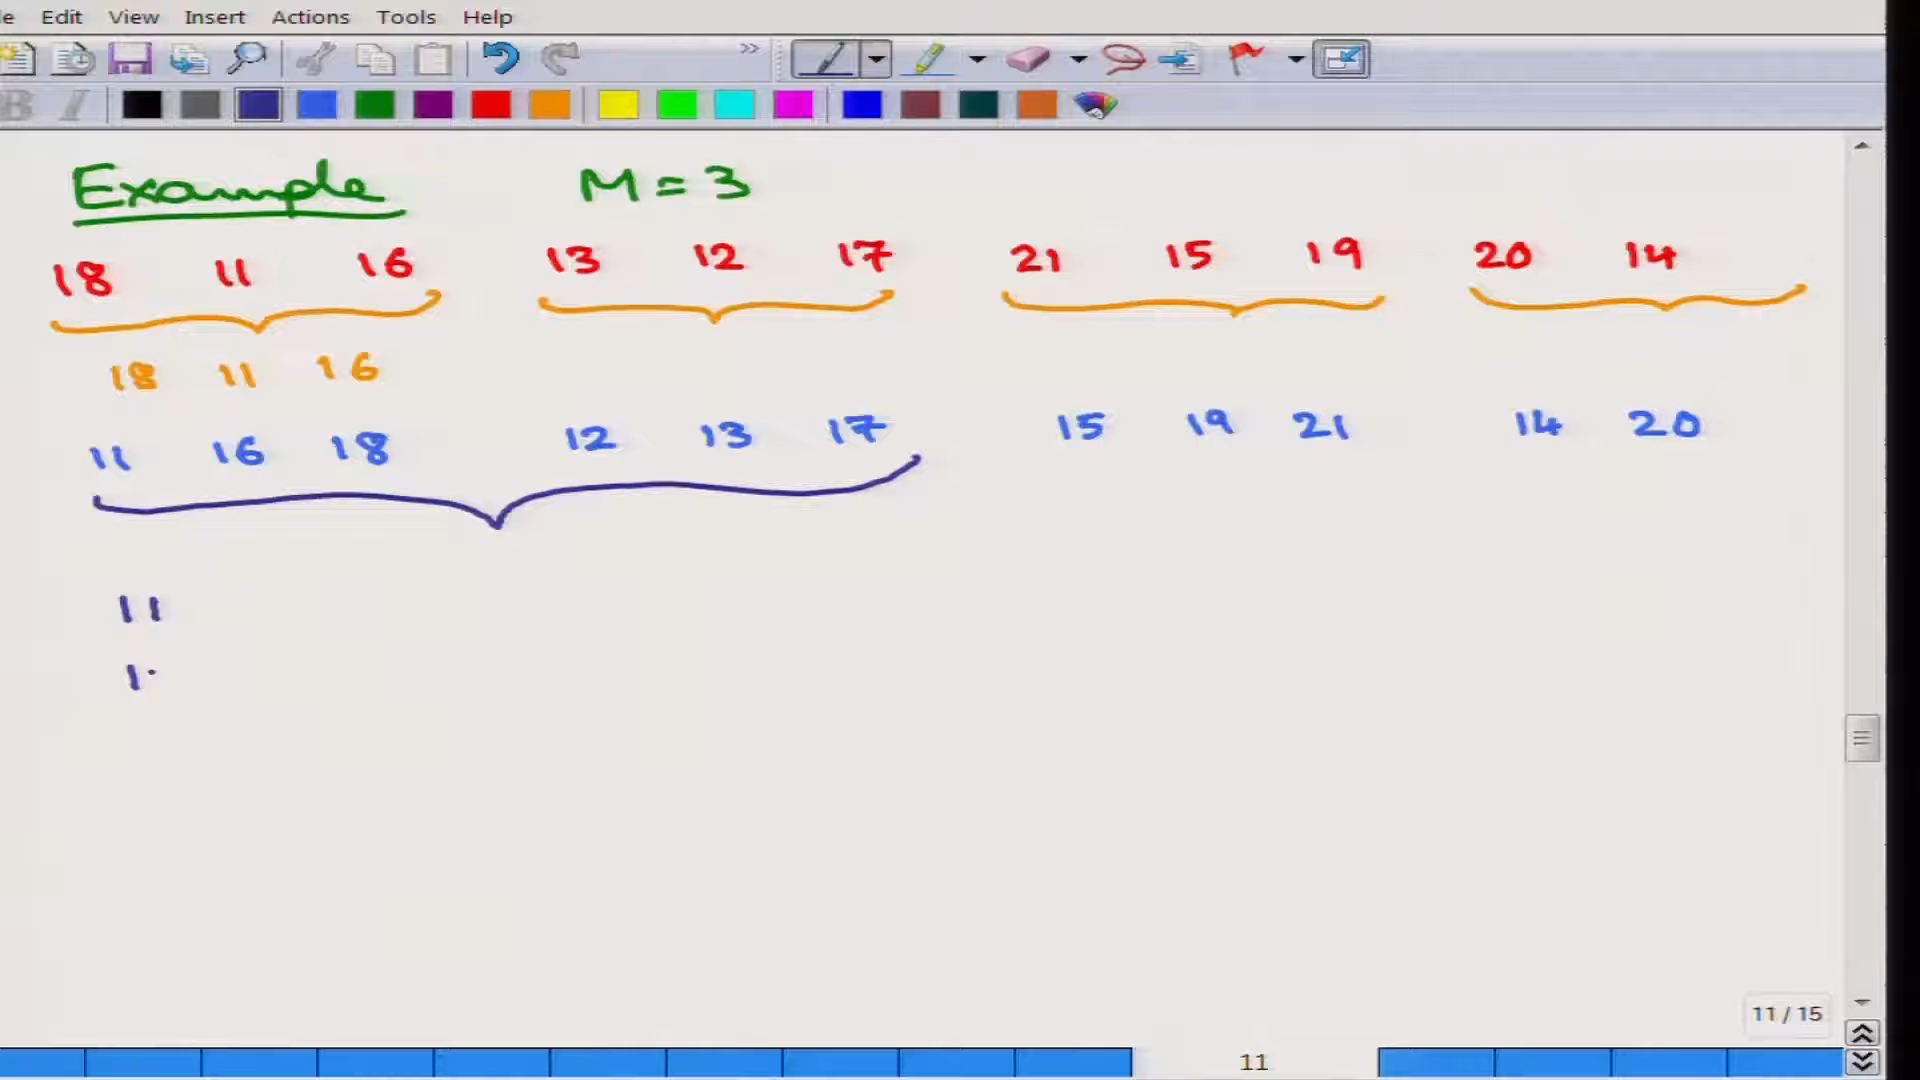 Edit View Insert Actions Tools Help
Example M = 3
18 11 16 13 12 17 21 15 19 20 14
18 11 16
11 16 18 12 13 17 15 19 21 14 20
11
11 / 15
11